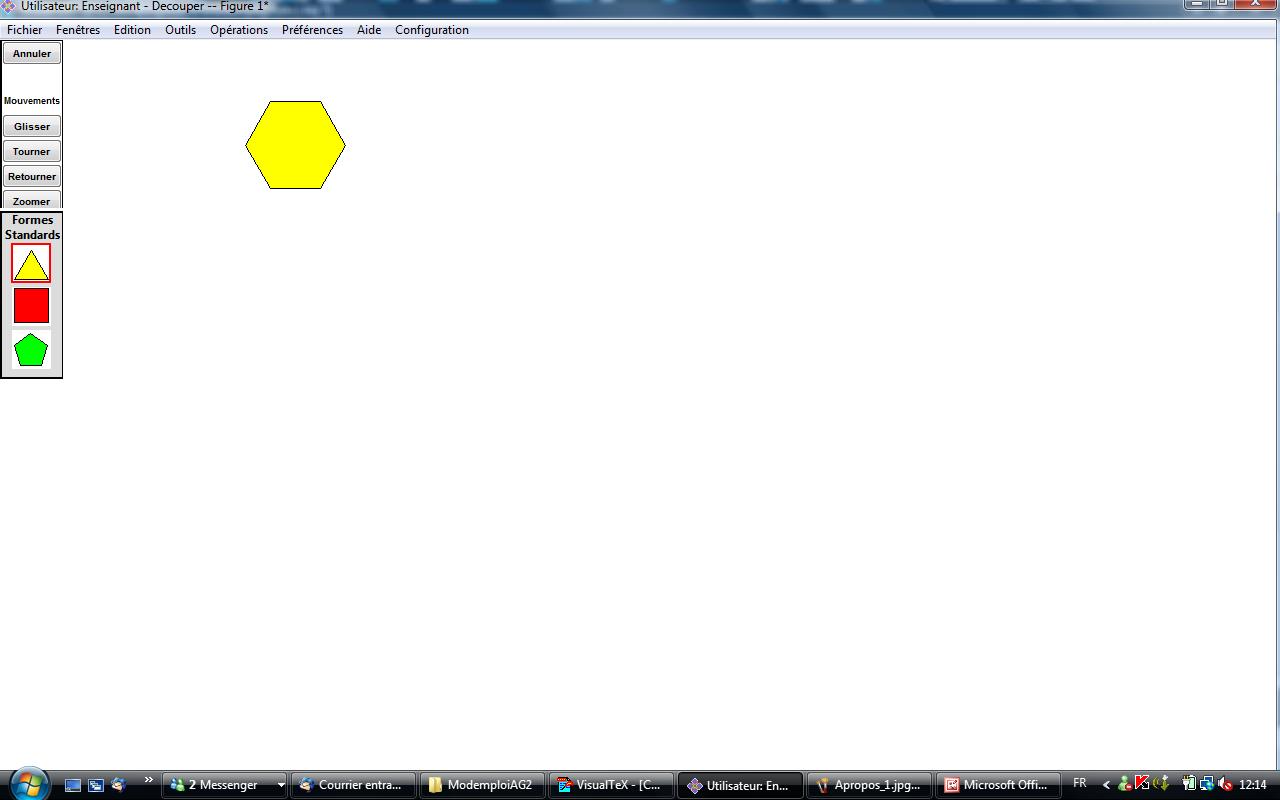 Utilisateur: Enseignant - Decouper -- Figure 1*
Fichier Fenêtres Edition Outils Opérations Préférences Aide Configuration
Annuler
Mouvements
Glisser
Tourner
Retourner
Zoomer
Formes
Standards
2 Messenger Courrier entra... ModemploiAG2 VisualTeX - [C... Utilisateur: En... Apropos_1.jpg... Microsoft Offi... FR 12:14